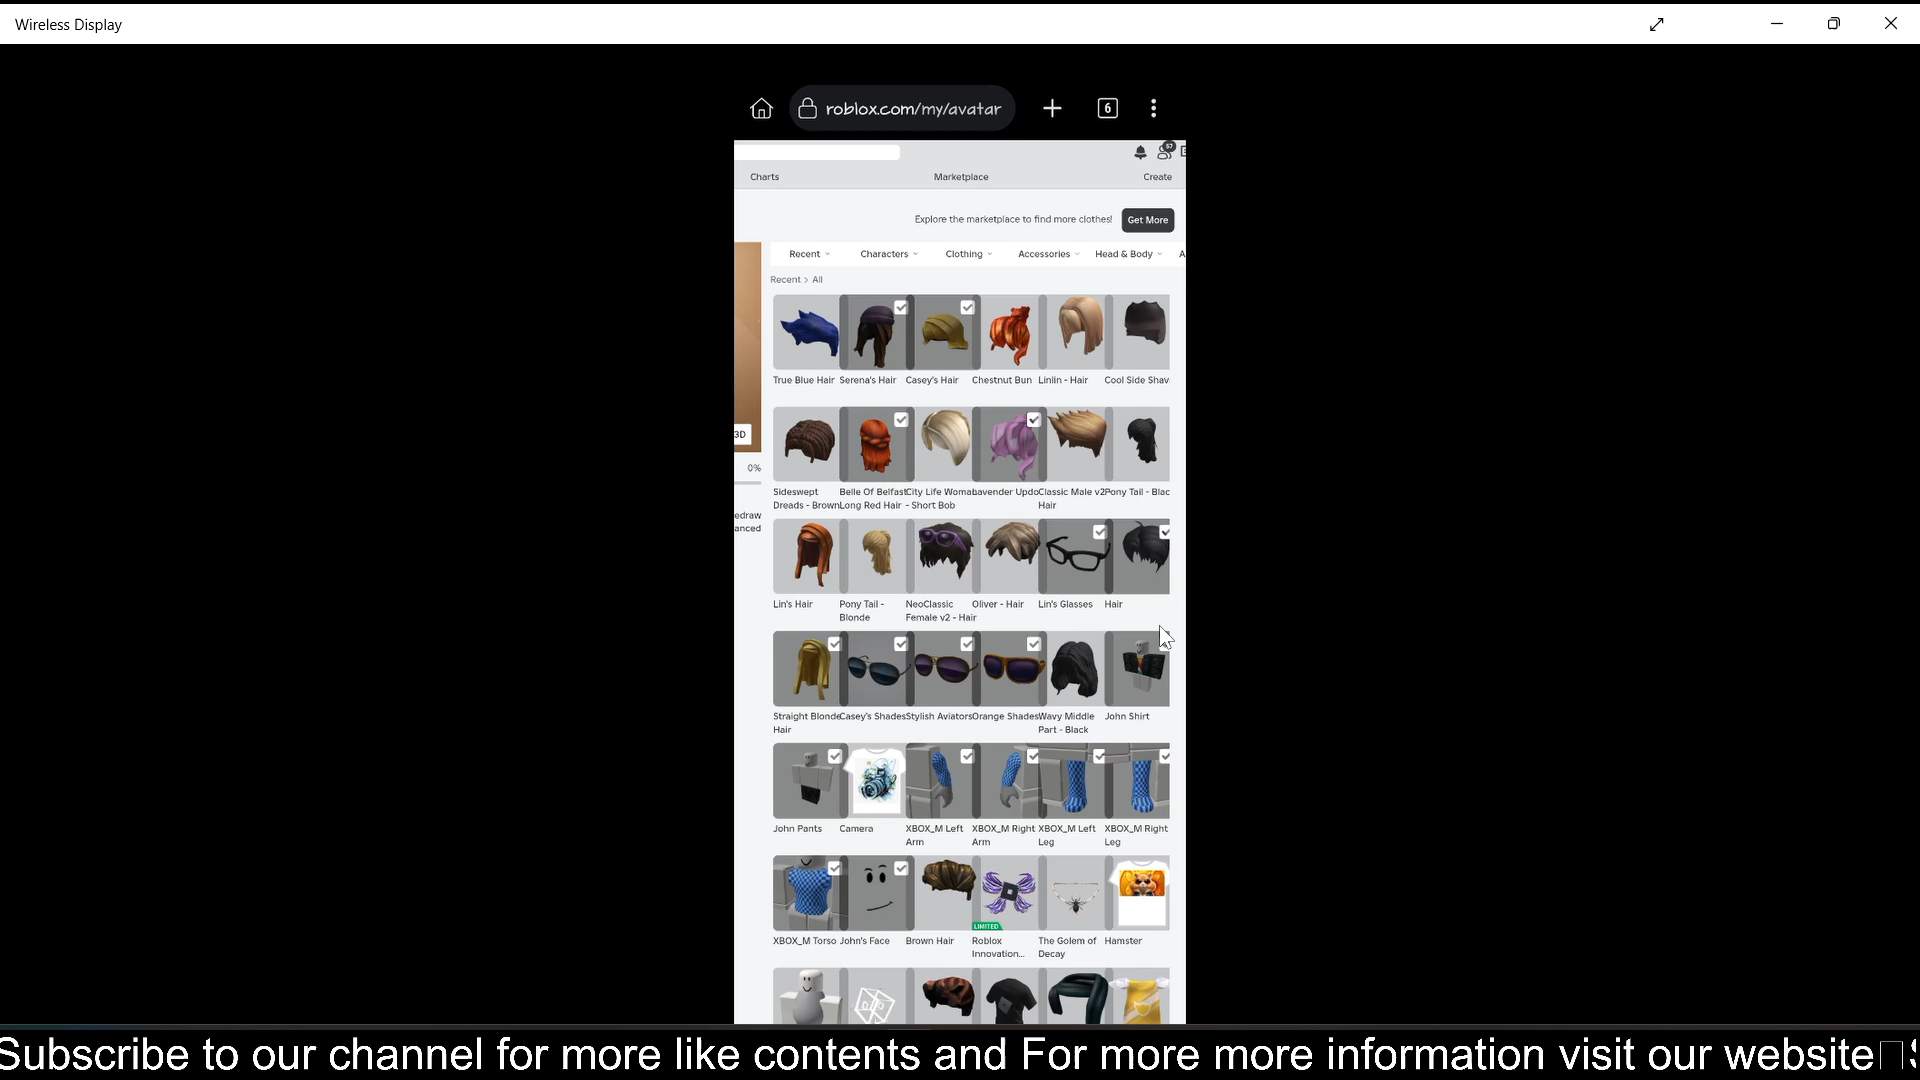 Wireless Display
roblox.com/my/avatar
6
57
Charts
Marketplace
Create
Explore the marketplace to find more clothes!
Get More
Recent
Characters
Clothing
Accessories
Head & Body
A
Recent > All
True Blue Hair
Serena's Hair
Casey's Hair
Chestnut Bun
Linlin - Hair
Cool Side Shav
3D
0%
edraw
anced
Sideswept
Dreads - Brown
Belle Of Belfast
Long Red Hair
City Life Woman
- Short Bob
Lavender Updo
Classic Male v2
Hair
Pony Tail - Blac
Lin's Hair
Pony Tail -
Blonde
NeoClassic
Female v2 - Hair
Oliver - Hair
Lin's Glasses
Hair
Straight Blonde
Hair
Casey's Shades
Stylish Aviators
Orange Shades
Wavy Middle
Part - Black
John Shirt
John Pants
Camera
XBOX_M Left
Arm
XBOX_M Right
Arm
XBOX_M Left
Leg
XBOX_M Right
Leg
XBOX_M Torso
John's Face
Brown Hair
LIMITED
Roblox
Innovation...
The Golem of
Decay
Hamster
Subscribe to our channel for more like contents and For more more information visit our website